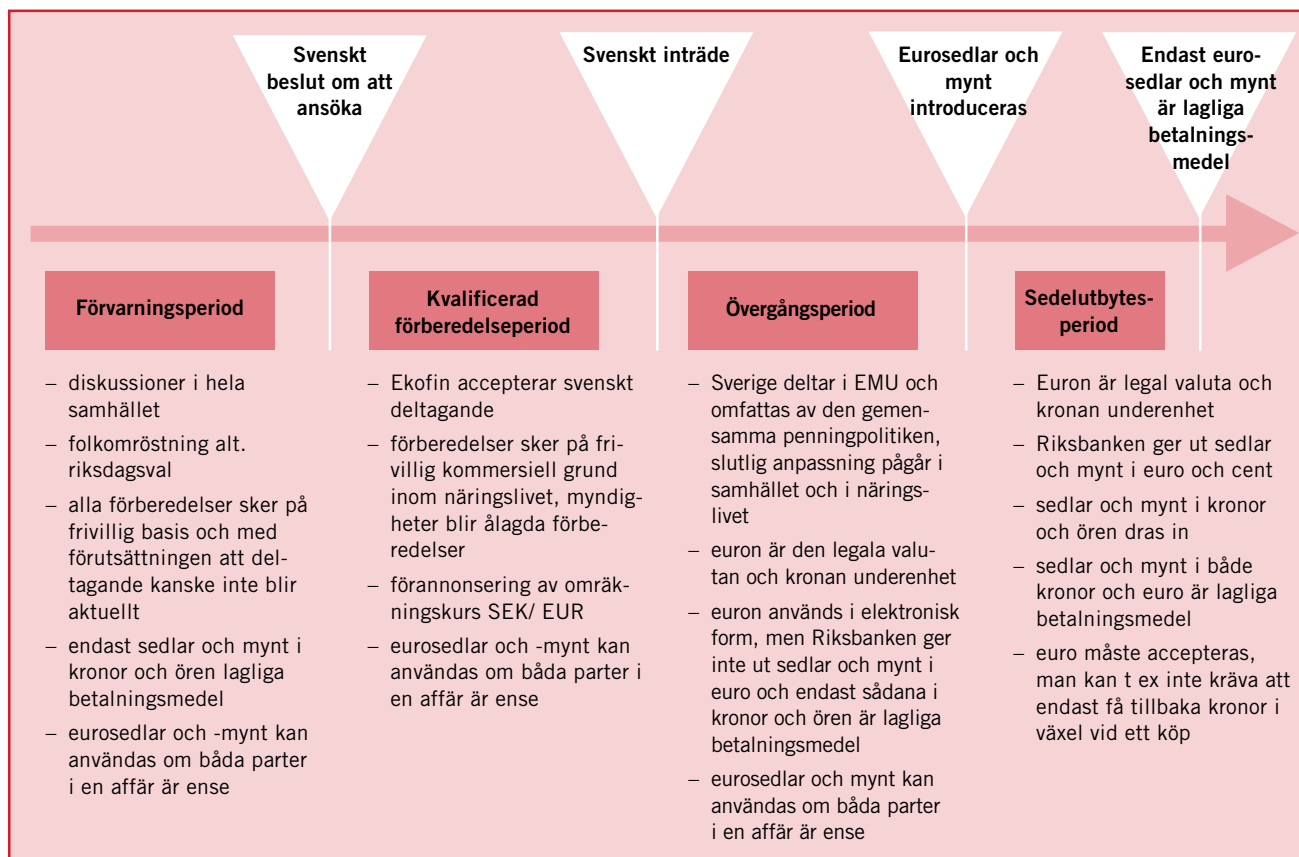 Svenskt
beslut om att
ansöka
Svenskt inträde
Eurosedlar och
mynt
introduceras
Endast euro-
sedlar och mynt
är lagliga
betalnings-
medel
Förvarningsperiod
– diskussioner i hela
samhället
– folkomröstning alt.
riksdagsval
– alla förberedelser sker på
frivillig basis och med
förutsättningen att del-
tagande kanske inte blir
aktuellt
– endast sedlar och mynt i
kronor och ören lagliga
betalningsmedel
– eurosedlar och -mynt kan
användas om båda parter
i en affär är ense
Kvalificerad
förberedelseperiod
– Ekofin accepterar svenskt
deltagande
– förberedelser sker på fri-
villig kommersiell grund
inom näringslivet, myndig-
heter blir ålagda förbe-
redelser
– förannonsering av omräk-
ningskurs SEK/ EUR
– eurosedlar och -mynt kan
användas om båda parter i
en affär är ense
Övergångsperiod
– Sverige deltar i EMU och
omfattas av den gemen-
samma penningpolitiken,
slutlig anpassning pågår i
samhället och i närings-
livet
– euron är den legala valu-
tan och kronan underenhet
– euron används i elektronisk
form, men Riksbanken ger
inte ut sedlar och mynt i
euro och endast sådana i
kronor och ören är lagliga
betalningsmedel
– eurosedlar och mynt kan
användas om båda parter
i en affär är ense
Sedelutbytes-
period
– Euron är legal valuta och
kronan underenhet
– Riksbanken ger ut sedlar
och mynt i euro och cent
– sedlar och mynt i kronor
och ören dras in
– sedlar och mynt i både
kronor och euro är lagliga
betalningsmedel
– euro måste accepteras,
man kan t ex inte kräva att
endast få tillbaka kronor i
växel vid ett köp